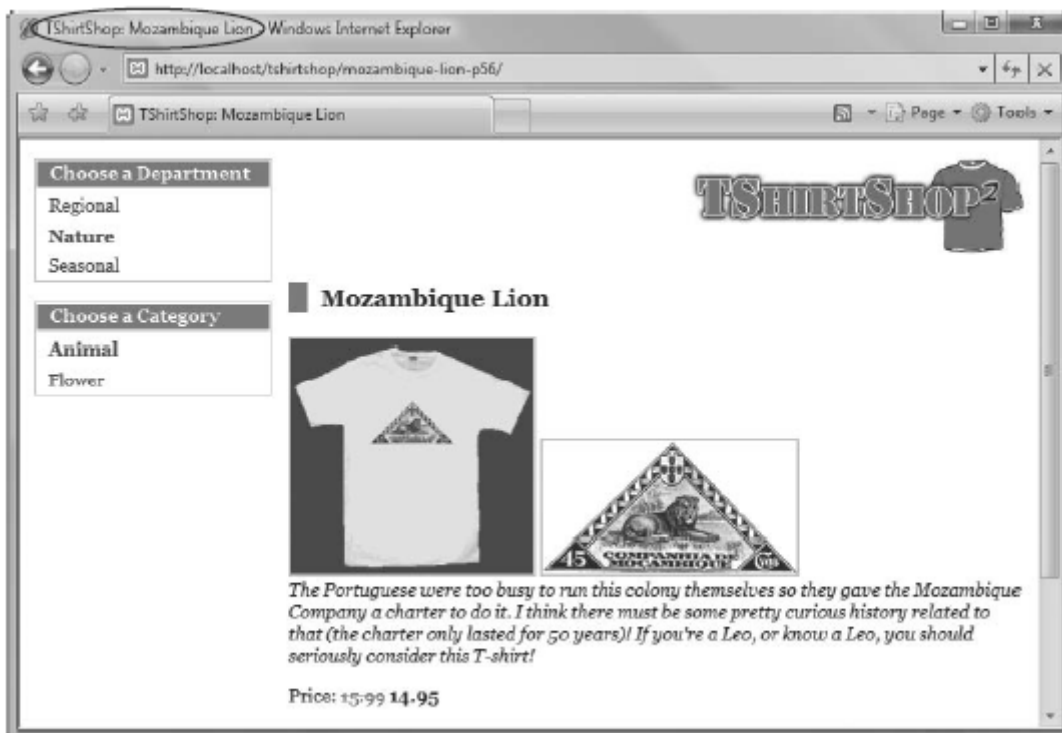 TShirtShop: Mozambique Lion - Windows Internet Explorer
http://localhost/tshirtshop/mozambique-lion-p56/
TShirtShop: Mozambique Lion
Page
Tools
Choose a Department
Regional
Nature
Seasonal
Choose a Category
Animal
Flower
TShirtShop²
Mozambique Lion
45
COMPANHIA DE
MOÇAMBIQUE
The Portuguese were too busy to run this colony themselves so they gave the Mozambique
Company a charter to do it. I think there must be some pretty curious history related to
that (the charter only lasted for 50 years)! If you're a Leo, or know a Leo, you should
seriously consider this T-shirt!
Price: 15.99 14.95